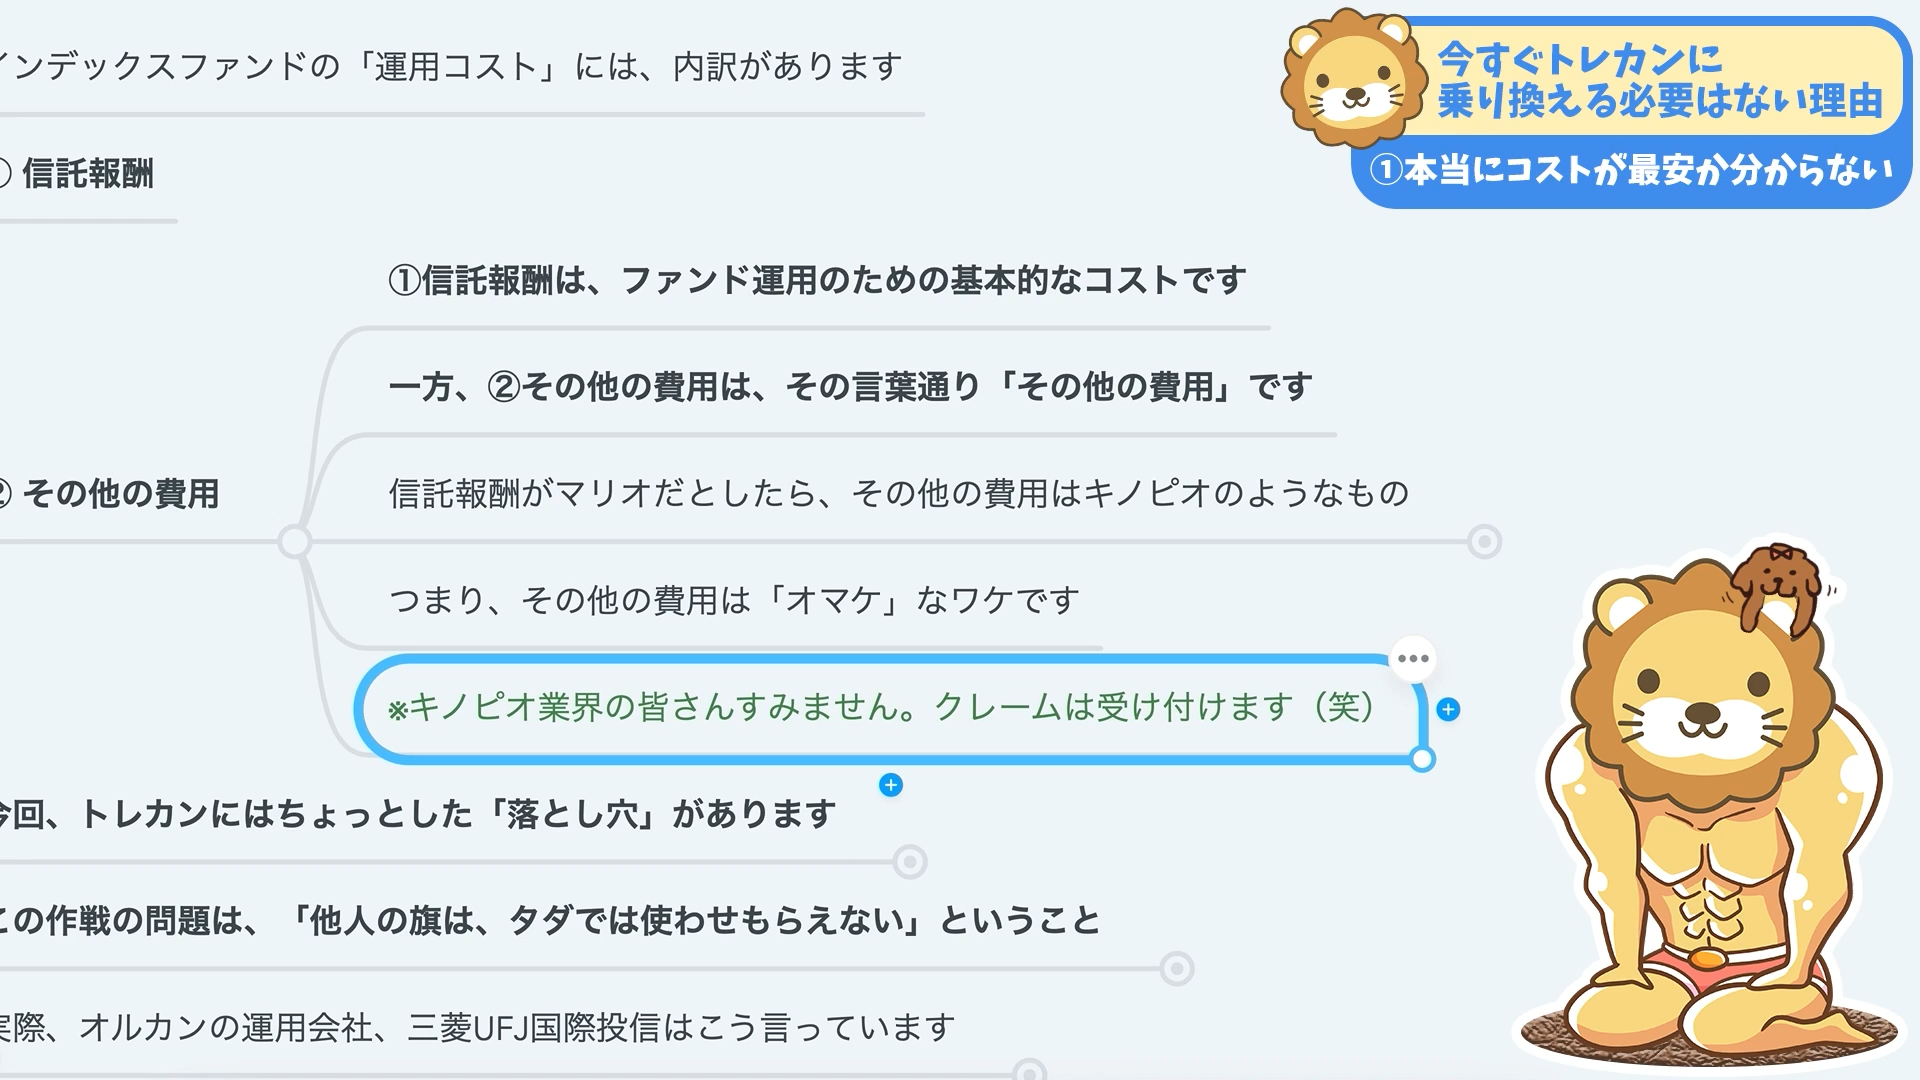 インデックスファンドの「運用コスト」には、内訳があります
今すぐトレカンに
乗り換える必要はない理由
①本当にコストが最安か分からない
① 信託報酬
①信託報酬は、ファンド運用のための基本的なコストです
一方、②その他の費用は、その言葉通り「その他の費用」です
② その他の費用
信託報酬がマリオだとしたら、その他の費用はキノピオのようなもの
つまり、その他の費用は「オマケ」なワケです
※キノピオ業界の皆さんすみません。クレームは受け付けます（笑）
今回、トレカンにはちょっとした「落とし穴」があります
この作戦の問題は、「他人の旗は、タダでは使わせもらえない」ということ
実際、オルカンの運用会社、三菱UFJ国際投信はこう言っています